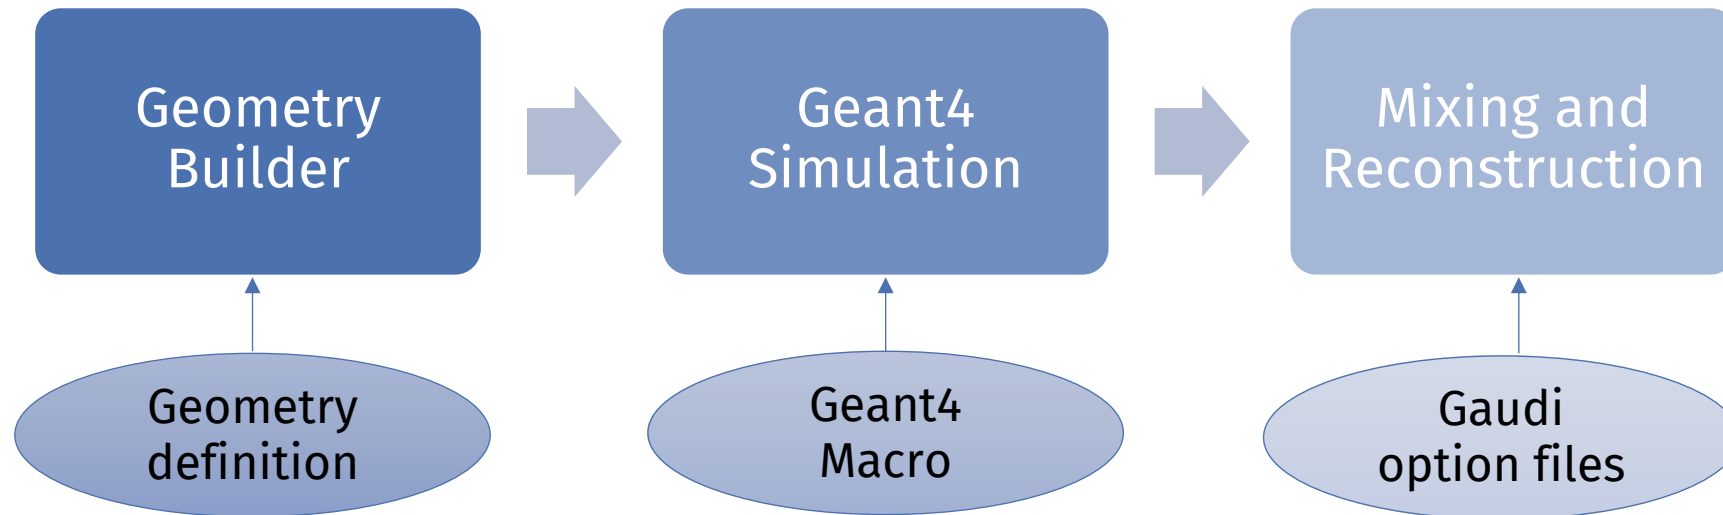 Geometry
Builder
Geant4
Simulation
Mixing and
Reconstruction
Geometry
definition
Geant4
Macro
Gaudi
option files